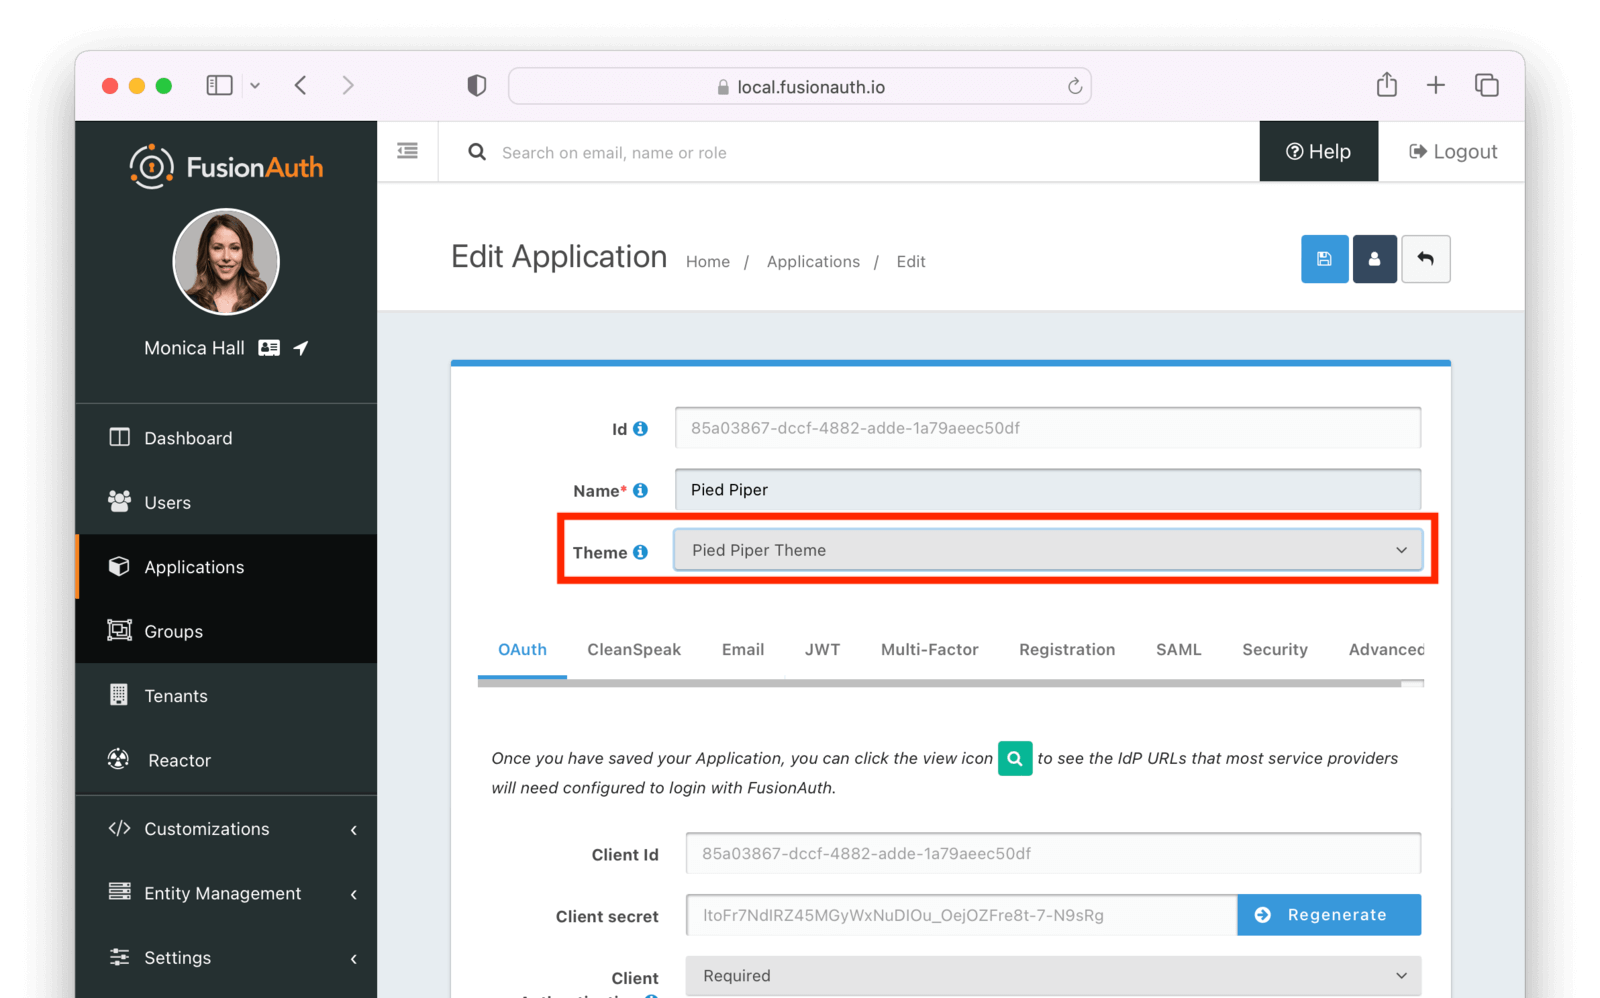 local.fusionauth.io
FusionAuth
Search on email, name or role
Help
Logout
Monica Hall
Edit Application
Home / Applications / Edit
Dashboard
Users
Applications
Groups
Tenants
Reactor
Customizations
Entity Management
Settings
Id
85a03867-dccf-4882-adde-1a79aeec50df
Name*
Pied Piper
Theme
Pied Piper Theme
OAuth CleanSpeak Email JWT Multi-Factor Registration SAML Security Advanced
Once you have saved your Application, you can click the view icon to see the IdP URLs that most service providers
will need configured to login with FusionAuth.
Client Id
85a03867-dccf-4882-adde-1a79aeec50df
Client secret
Regenerate
Client
Required